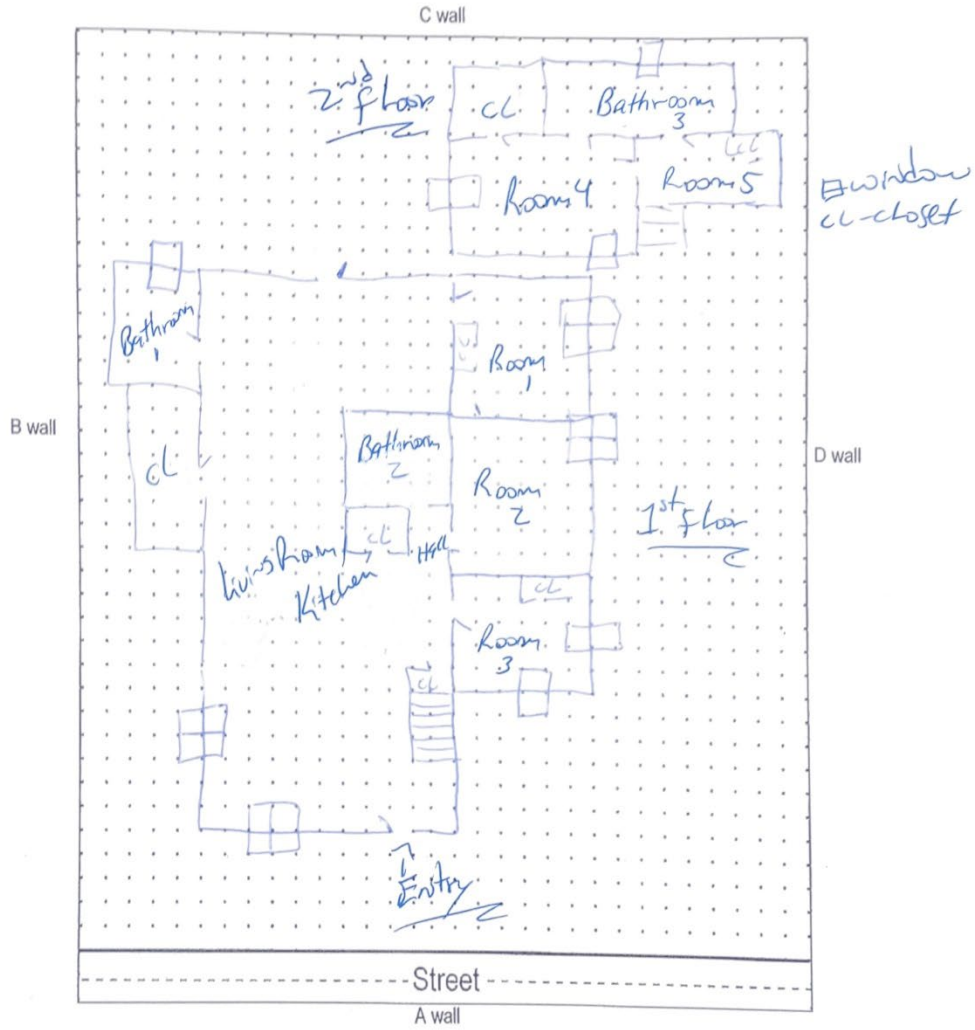 C wall
2nd floor
CL
Bathroom
3
CL
Room 4
Room 5
window
CL-closet
Bathroom
1
CL
Room
1
B wall
Bathroom
2
CL
D wall
Room
2
1st floor
CL
Hall
Living Room
Kitchen
CL
Room
3
CL
Entry
Street
A wall